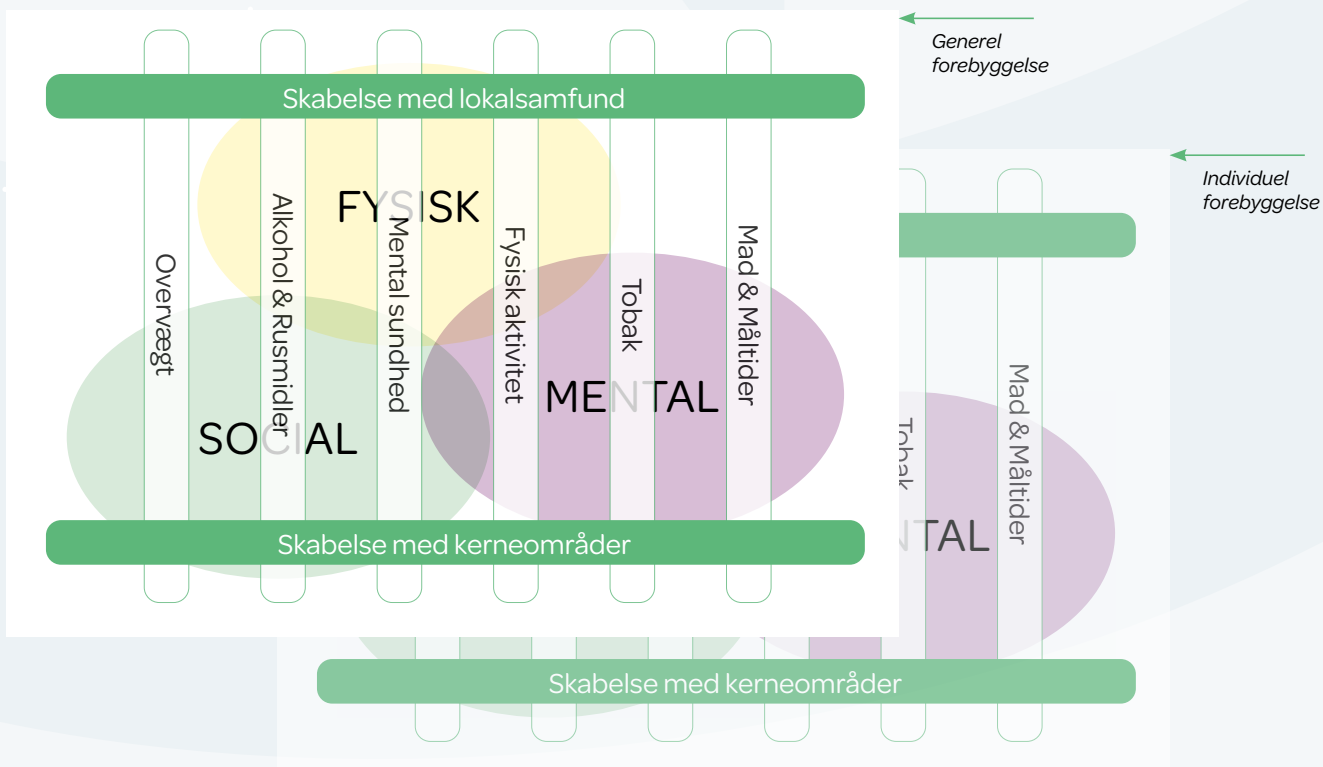 Generel
forebyggelse
Skabelse med lokalsamfund
Individuel
forebyggelse
FYSISK
Overvægt
Alkohol & Rusmidler
Mental sundhed
Fysisk aktivitet
Tobak
Mad & Måltider
SOCIAL
MENTAL
Skabelse med kerneområder
Tobak
Mad & Måltider
NTAL
Skabelse med kerneområder